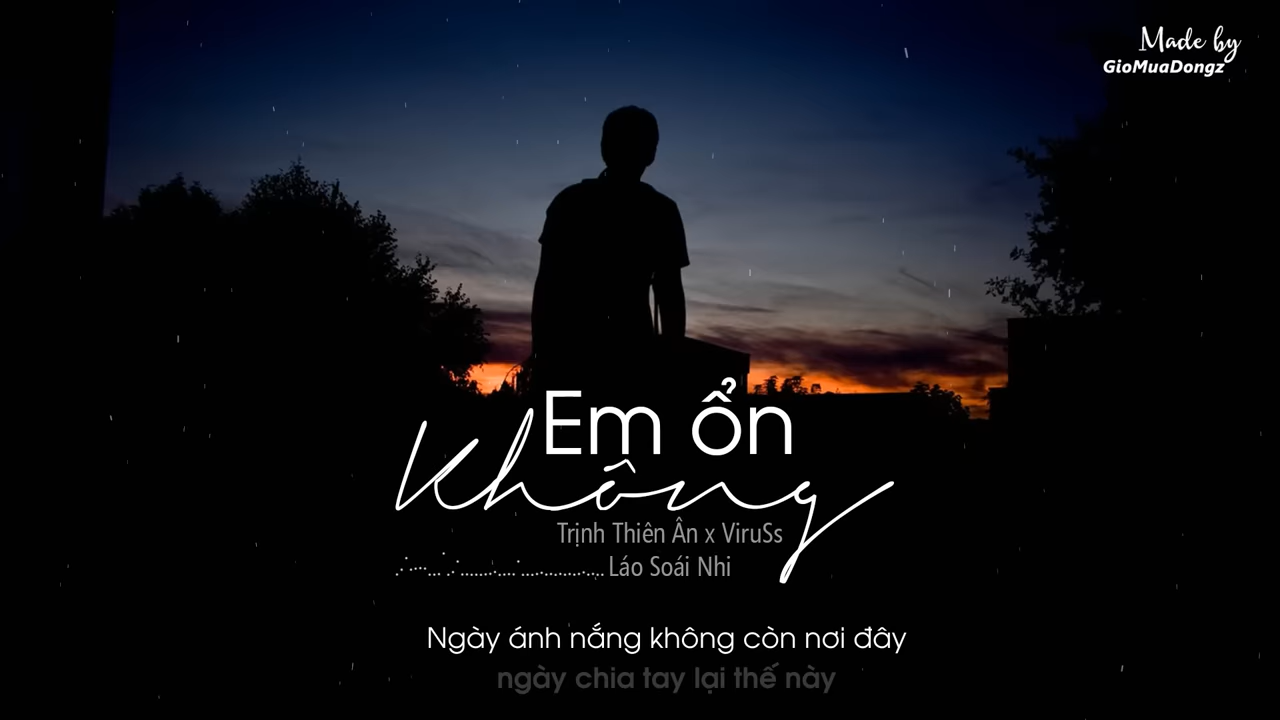 Made by
GioMuaDongz
Em ổn
Không
Trịnh Thiên Ân x ViruSs
Láo Soái Nhi
Ngày ánh nắng không còn nơi đây
ngày chia tay lại thế này